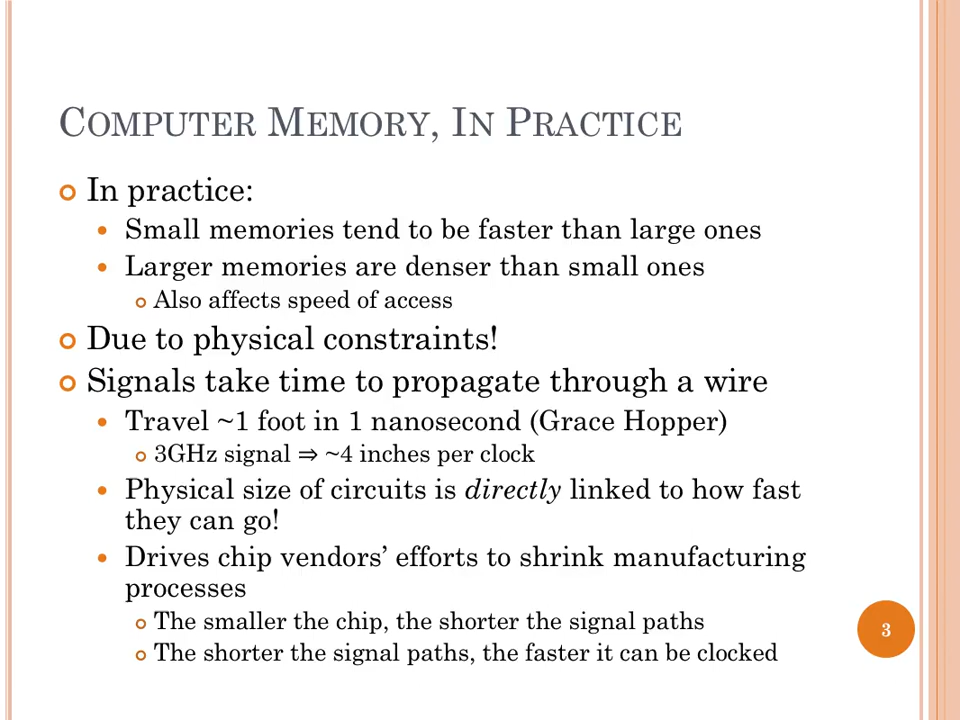 COMPUTER MEMORY, IN PRACTICE
In practice:
Small memories tend to be faster than large ones
Larger memories are denser than small ones
Also affects speed of access
Due to physical constraints!
Signals take time to propagate through a wire
Travel ~1 foot in 1 nanosecond (Grace Hopper)
3GHz signal ⇒ ~4 inches per clock
Physical size of circuits is directly linked to how fast
they can go!
Drives chip vendors’ efforts to shrink manufacturing
processes
The smaller the chip, the shorter the signal paths
The shorter the signal paths, the faster it can be clocked
3